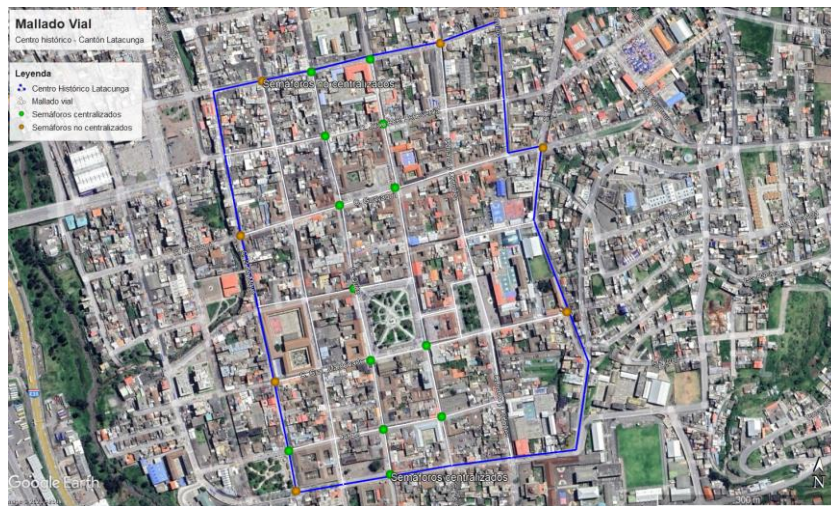 Mallado Vial
Centro histórico - Cantón Latacunga
Leyenda
Centro Histórico Latacunga
Mallado vial
Semáforos centralizados
Semáforos no centralizados
Semáforos no centralizados
Semáforos centralizados
Google Earth
300 m
N